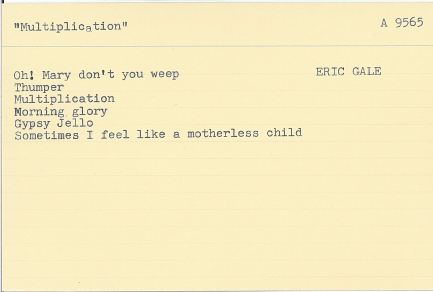 "Multiplication" A 9565
Oh! Mary don't you weep ERIC GALE
Thumper
Multiplication
Morning glory
Gypsy Jello
Sometimes I feel like a motherless child